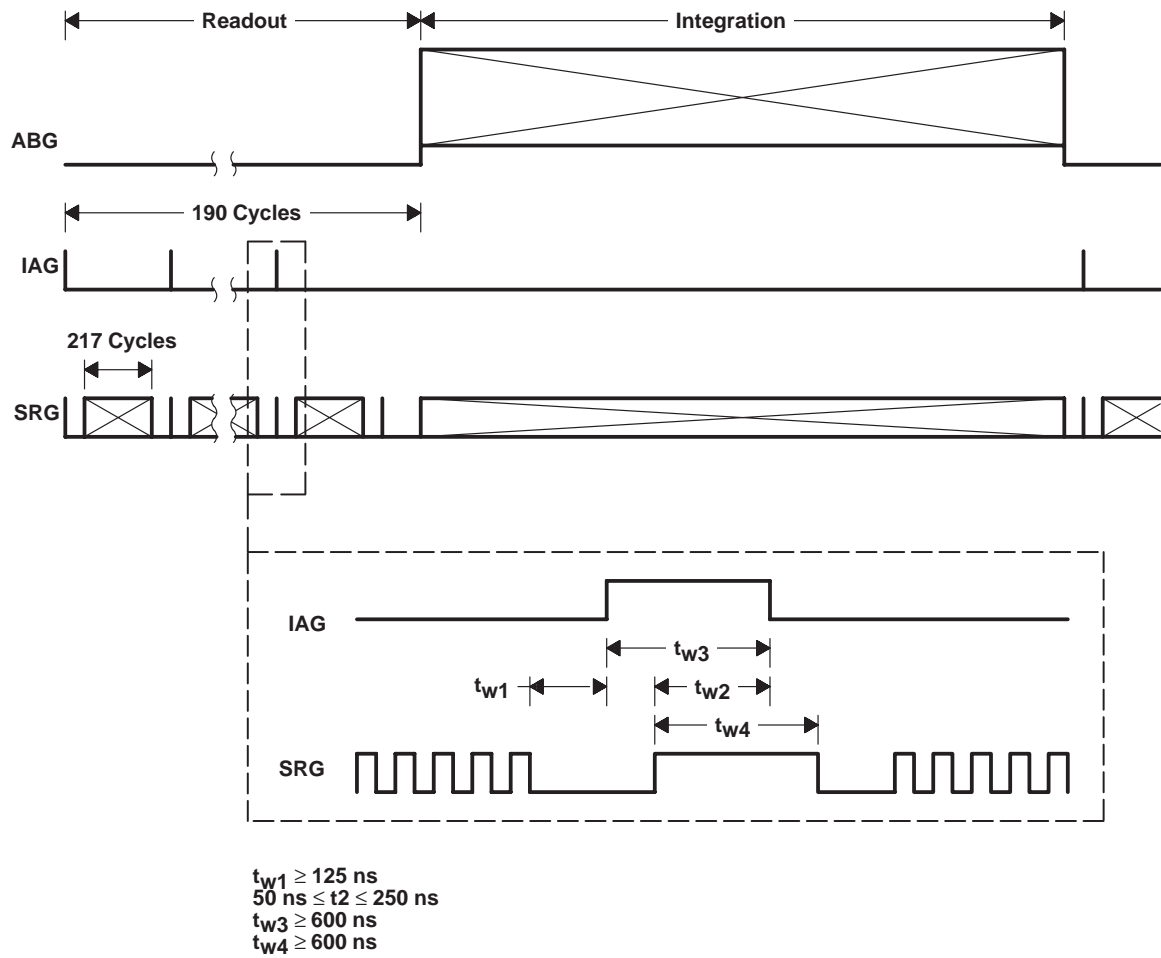 Readout
Integration
ABG
190 Cycles
IAG
217 Cycles
SRG
IAG
tw3
tw1
tw2
tw4
SRG
tw1 ≥ 125 ns
50 ns ≤ t2 ≤ 250 ns
tw3 ≥ 600 ns
tw4 ≥ 600 ns